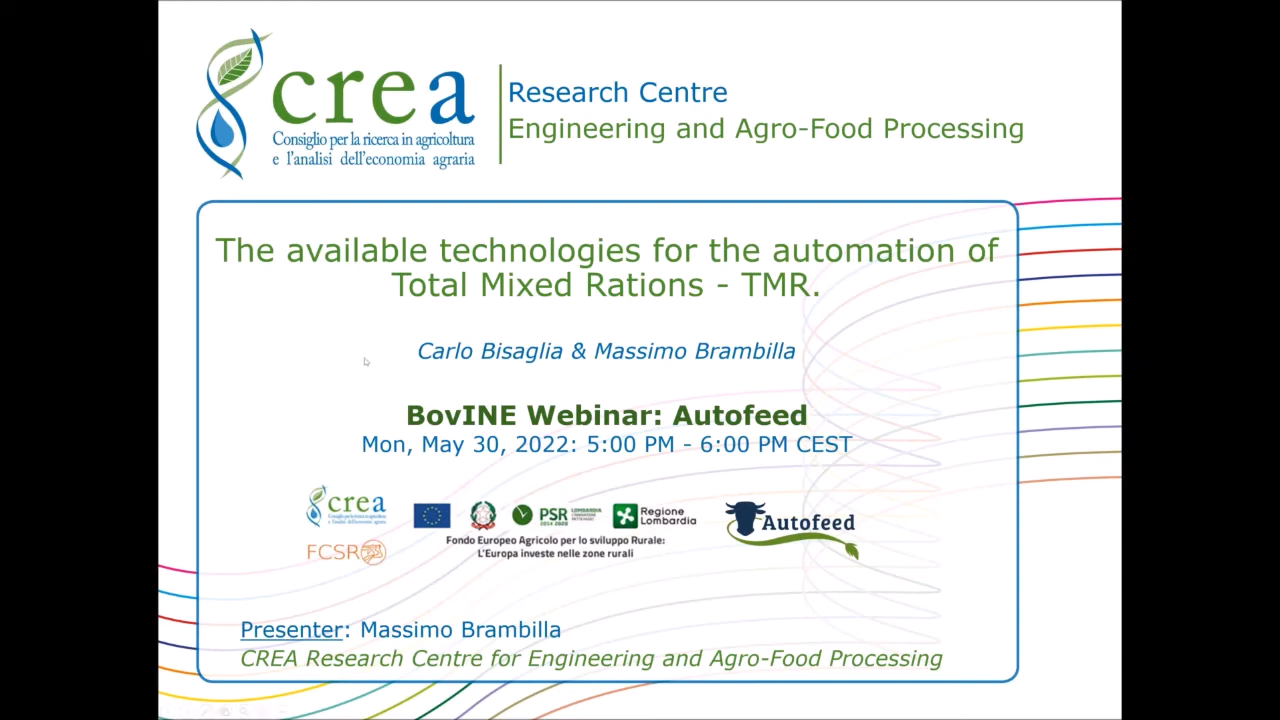 crea
Consiglio per la ricerca in agricoltura
e l'analisi dell'economia agraria
Research Centre
Engineering and Agro-Food Processing
The available technologies for the automation of
Total Mixed Rations - TMR.
Carlo Bisaglia & Massimo Brambilla
BovINE Webinar: Autofeed
Mon, May 30, 2022: 5:00 PM - 6:00 PM CEST
crea
FCSR
PSR
2014 2020
LOMBARDIA
Regione
Lombardia
Fondo Europeo Agricolo per lo sviluppo Rurale:
L'Europa investe nelle zone rurali
Autofeed
Presenter: Massimo Brambilla
CREA Research Centre for Engineering and Agro-Food Processing